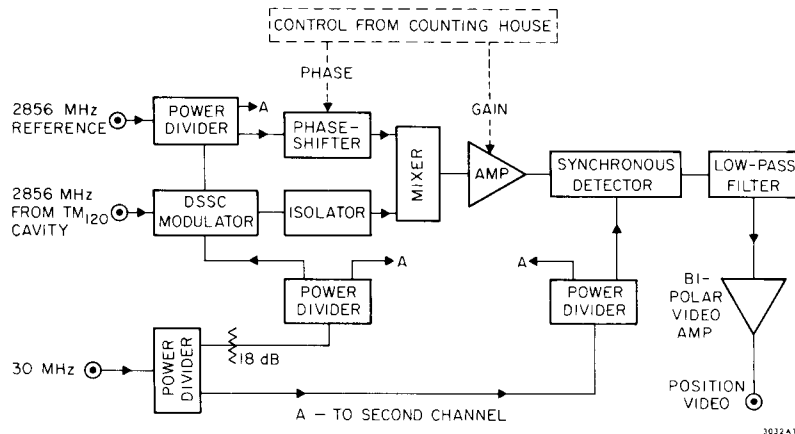 CONTROL FROM COUNTING HOUSE
PHASE
GAIN
2856 MHz
REFERENCE
POWER
DIVIDER
A
PHASE-
SHIFTER
MIXER
AMP
SYNCHRONOUS
DETECTOR
LOW-PASS
FILTER
2856 MHz
FROM TM120
CAVITY
DSSC
MODULATOR
ISOLATOR
A
POWER
DIVIDER
A
POWER
DIVIDER
BI-
POLAR
VIDEO
AMP
30 MHz
POWER
DIVIDER
18 dB
A - TO SECOND CHANNEL
POSITION
VIDEO
3032A1